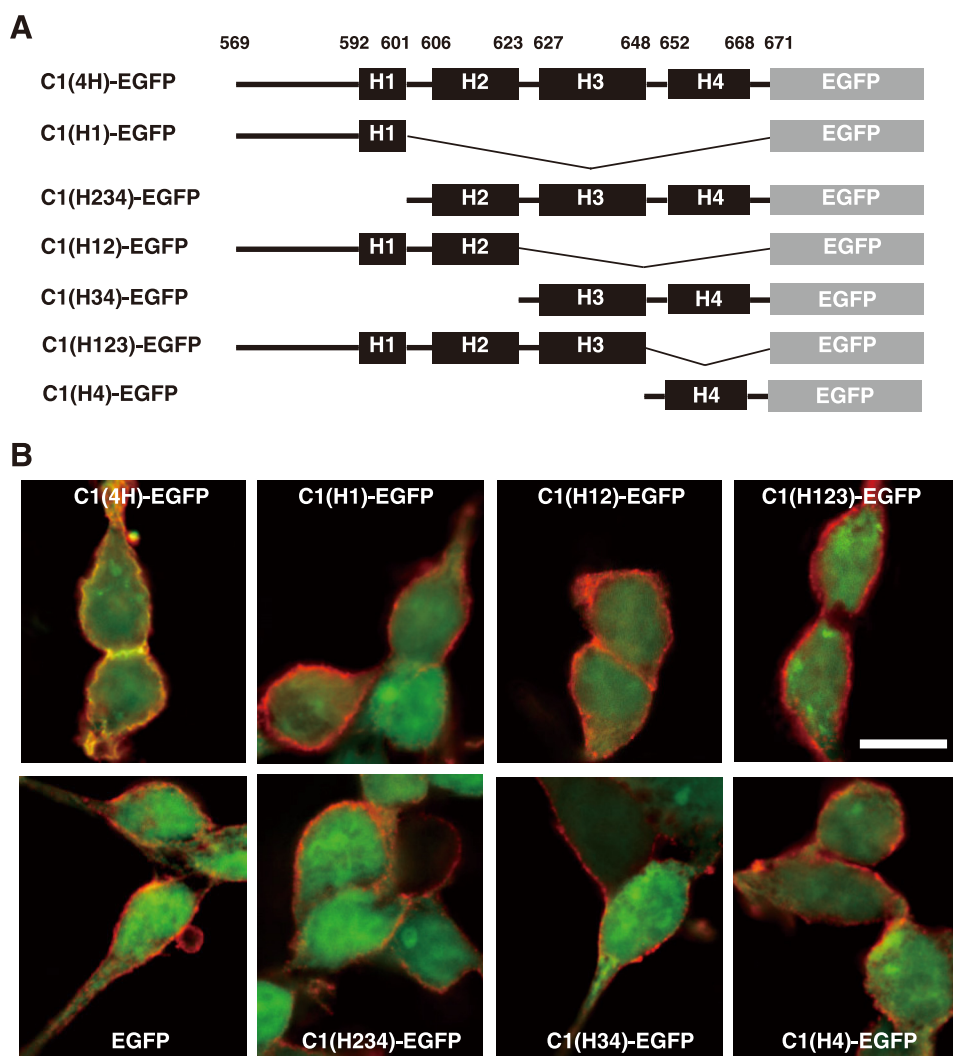 A
569 592 601 606 623 627 648 652 668 671
C1(4H)-EGFP H1 H2 H3 H4 EGFP
C1(H1)-EGFP H1 EGFP
C1(H234)-EGFP H2 H3 H4 EGFP
C1(H12)-EGFP H1 H2 EGFP
C1(H34)-EGFP H3 H4 EGFP
C1(H123)-EGFP H1 H2 H3 EGFP
C1(H4)-EGFP H4 EGFP
B
C1(4H)-EGFP C1(H1)-EGFP C1(H12)-EGFP C1(H123)-EGFP
EGFP C1(H234)-EGFP C1(H34)-EGFP C1(H4)-EGFP